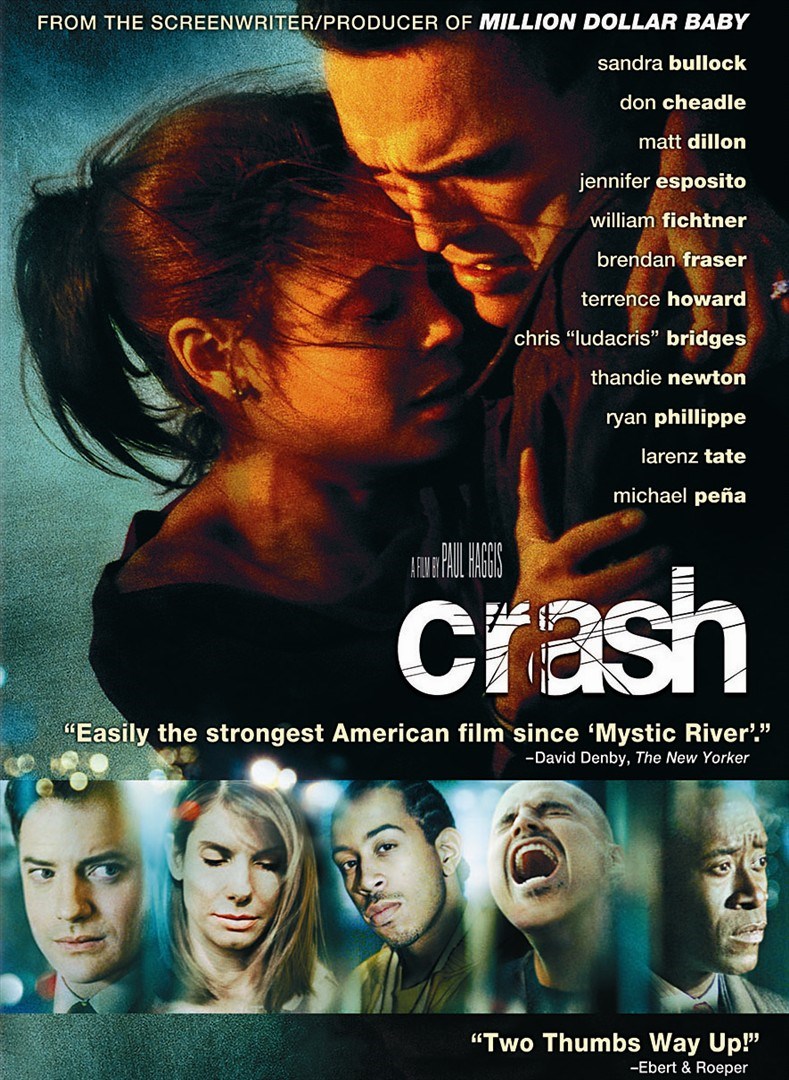 FROM THE SCREENWRITER/PRODUCER OF MILLION DOLLAR BABY
sandra bullock
don cheadle
matt dillon
jennifer esposito
william fichtner
brendan fraser
terrence howard
chris “ludacris” bridges
thandie newton
ryan phillippe
larenz tate
michael peña
A FILM BY PAUL HAGGIS
crash
“Easily the strongest American film since ‘Mystic River’.”
–David Denby, The New Yorker
“Two Thumbs Way Up!”
–Ebert & Roeper